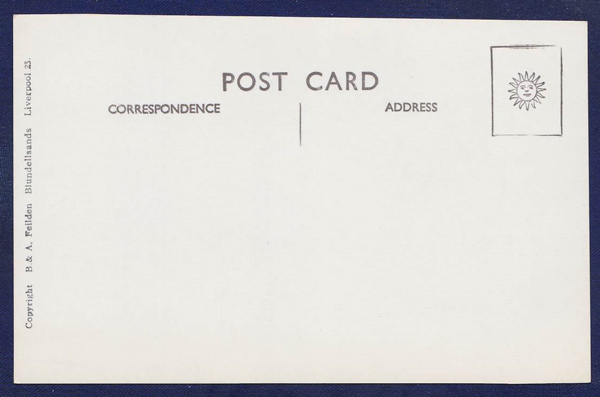 POST CARD
CORRESPONDENCE
ADDRESS
Copyright B & A. Feilden Blundellsands Liverpool 23.